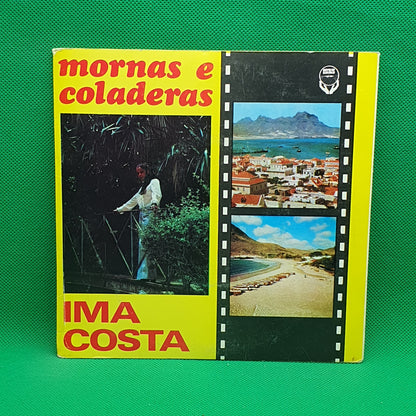 mornas e
coladeras
IMA
COSTA